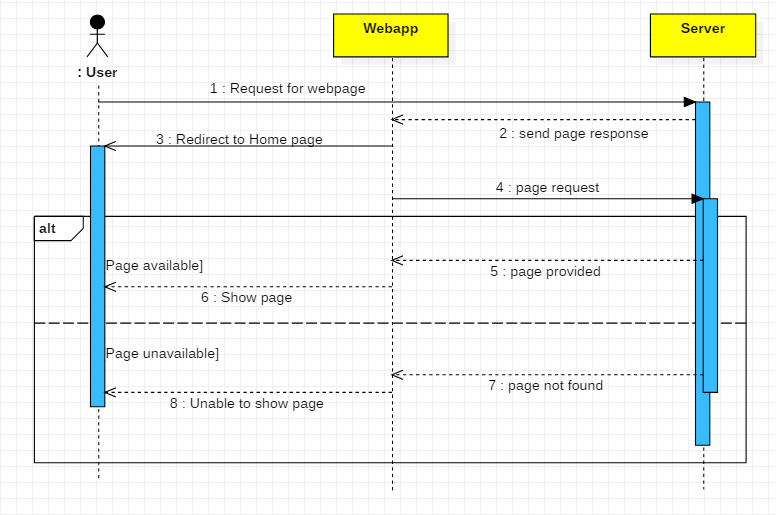 Webapp
Server
: User
1 : Request for webpage
2 : send page response
3 : Redirect to Home page
4 : page request
alt
Page available]
5 : page provided
6 : Show page
Page unavailable]
7 : page not found
8 : Unable to show page